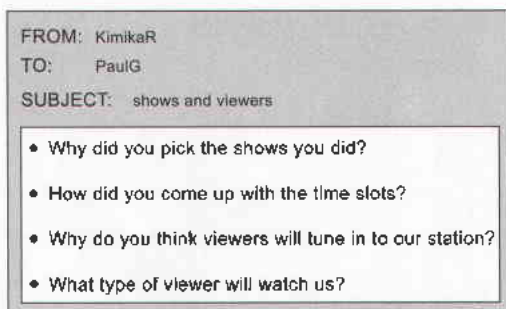 FROM: KimikaR
TO: PaulG
SUBJECT: shows and viewers
• Why did you pick the shows you did?
• How did you come up with the time slots?
• Why do you think viewers will tune in to our station?
• What type of viewer will watch us?